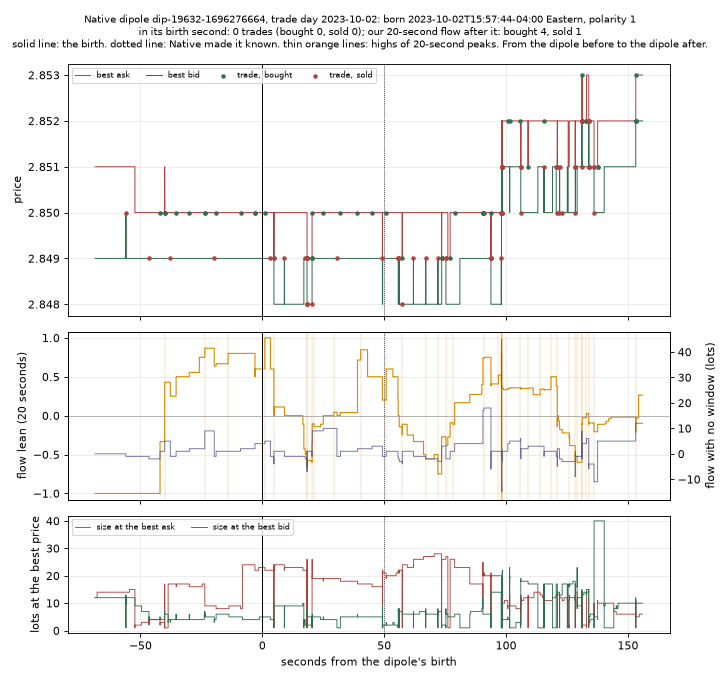 Native dipole dip-19632-1696276664, trade day 2023-10-02: born 2023-10-02T15:57:44-04:00 Eastern, polarity 1
in its birth second: 0 trades (bought 0, sold 0); our 20-second flow after it: bought 4, sold 1
solid line: the birth. dotted line: Native made it known. thin orange lines: highs of 20-second peaks. From the dipole before to the dipole after.
best ask
best bid
trade, bought
trade, sold
2.853
2.852
2.851
2.850
2.849
2.848
price
1.0
0.5
0.0
−0.5
−1.0
flow lean (20 seconds)
40
30
20
10
0
−10
flow with no window (lots)
size at the best ask
size at the best bid
40
30
20
10
0
lots at the best price
−50
0
50
100
150
seconds from the dipole's birth